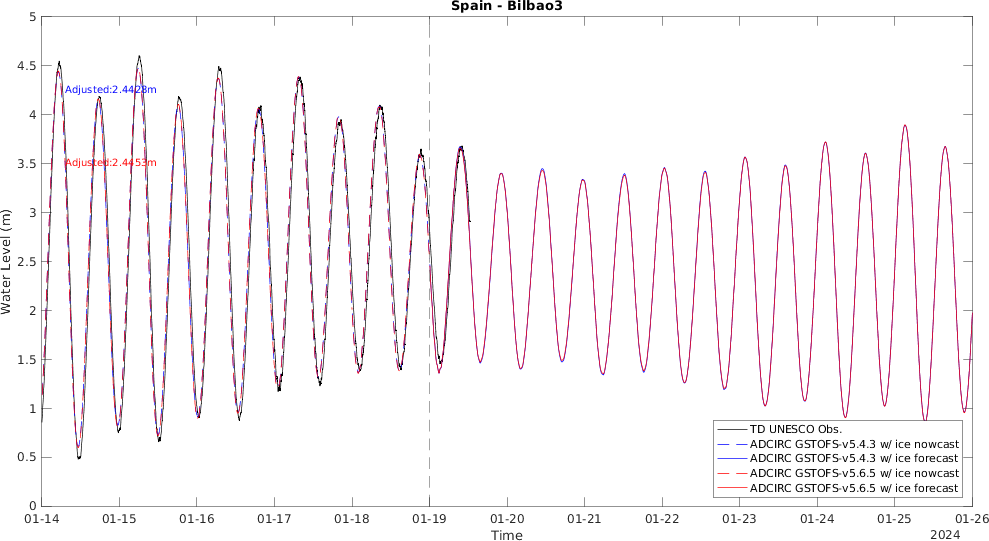 Spain - Bilbao3
5
4.5
4
3.5
3
2.5
2
1.5
1
0.5
0
Water Level (m)
Adjusted:2.4428m
Adjusted:2.4453m
TD UNESCO Obs.
ADCIRC GSTOFS-v5.4.3 w/ ice nowcast
ADCIRC GSTOFS-v5.4.3 w/ ice forecast
ADCIRC GSTOFS-v5.6.5 w/ ice nowcast
ADCIRC GSTOFS-v5.6.5 w/ ice forecast
01-14 01-15 01-16 01-17 01-18 01-19 01-20 01-21 01-22 01-23 01-24 01-25 01-26
Time
2024